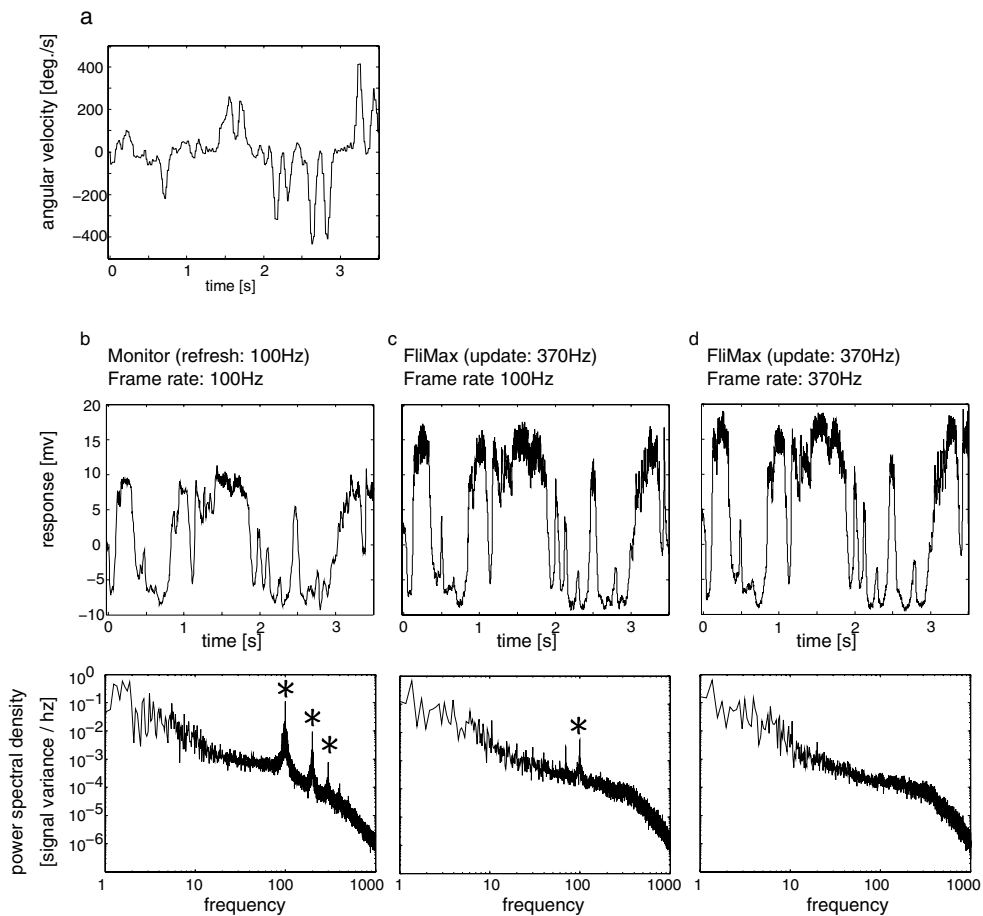 a
angular velocity [deg./s]
400
200
0
−200
−400
0 1 2 3
time [s]
b
Monitor (refresh: 100Hz)
Frame rate: 100Hz
c
FliMax (update: 370Hz)
Frame rate 100Hz
d
FliMax (update: 370Hz)
Frame rate: 370Hz
response [mv]
20
15
10
5
0
−5
−10
0 1 2 3
time [s]
0 1 2 3
time [s]
0 1 2 3
time [s]
power spectral density
[signal variance / hz]
10^0
10^−1
10^−2
10^−3
10^−4
10^−5
10^−6
* * *
1 10 100 1000
frequency
*
1 10 100 1000
frequency
1 10 100 1000
frequency